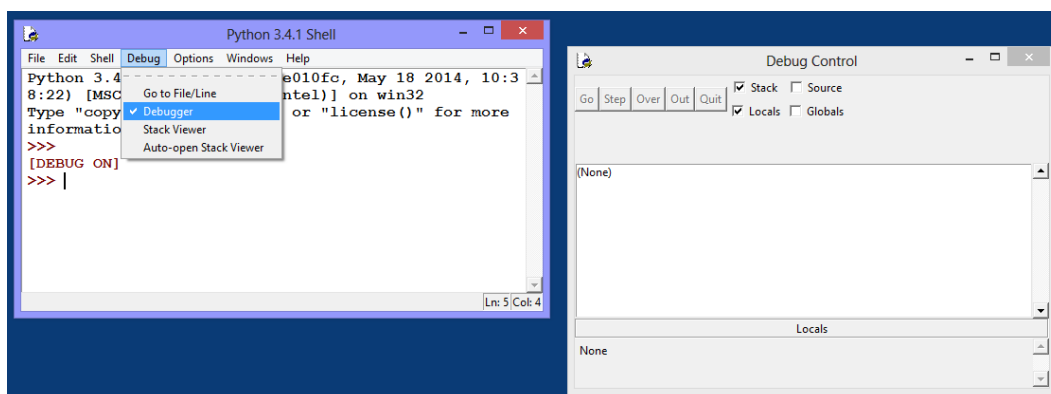 Python 3.4.1 Shell
File Edit Shell Debug Options Windows Help
Python 3.4 e010fc, May 18 2014, 10:3
8:22) [MSC ntel)] on win32
Type "copy or "license()" for more
informatio
>>>
[DEBUG ON]
>>>
Go to File/Line
Debugger
Stack Viewer
Auto-open Stack Viewer
Ln: 5 Col: 4
Debug Control
Go Step Over Out Quit
Stack Source
Locals Globals
(None)
Locals
None